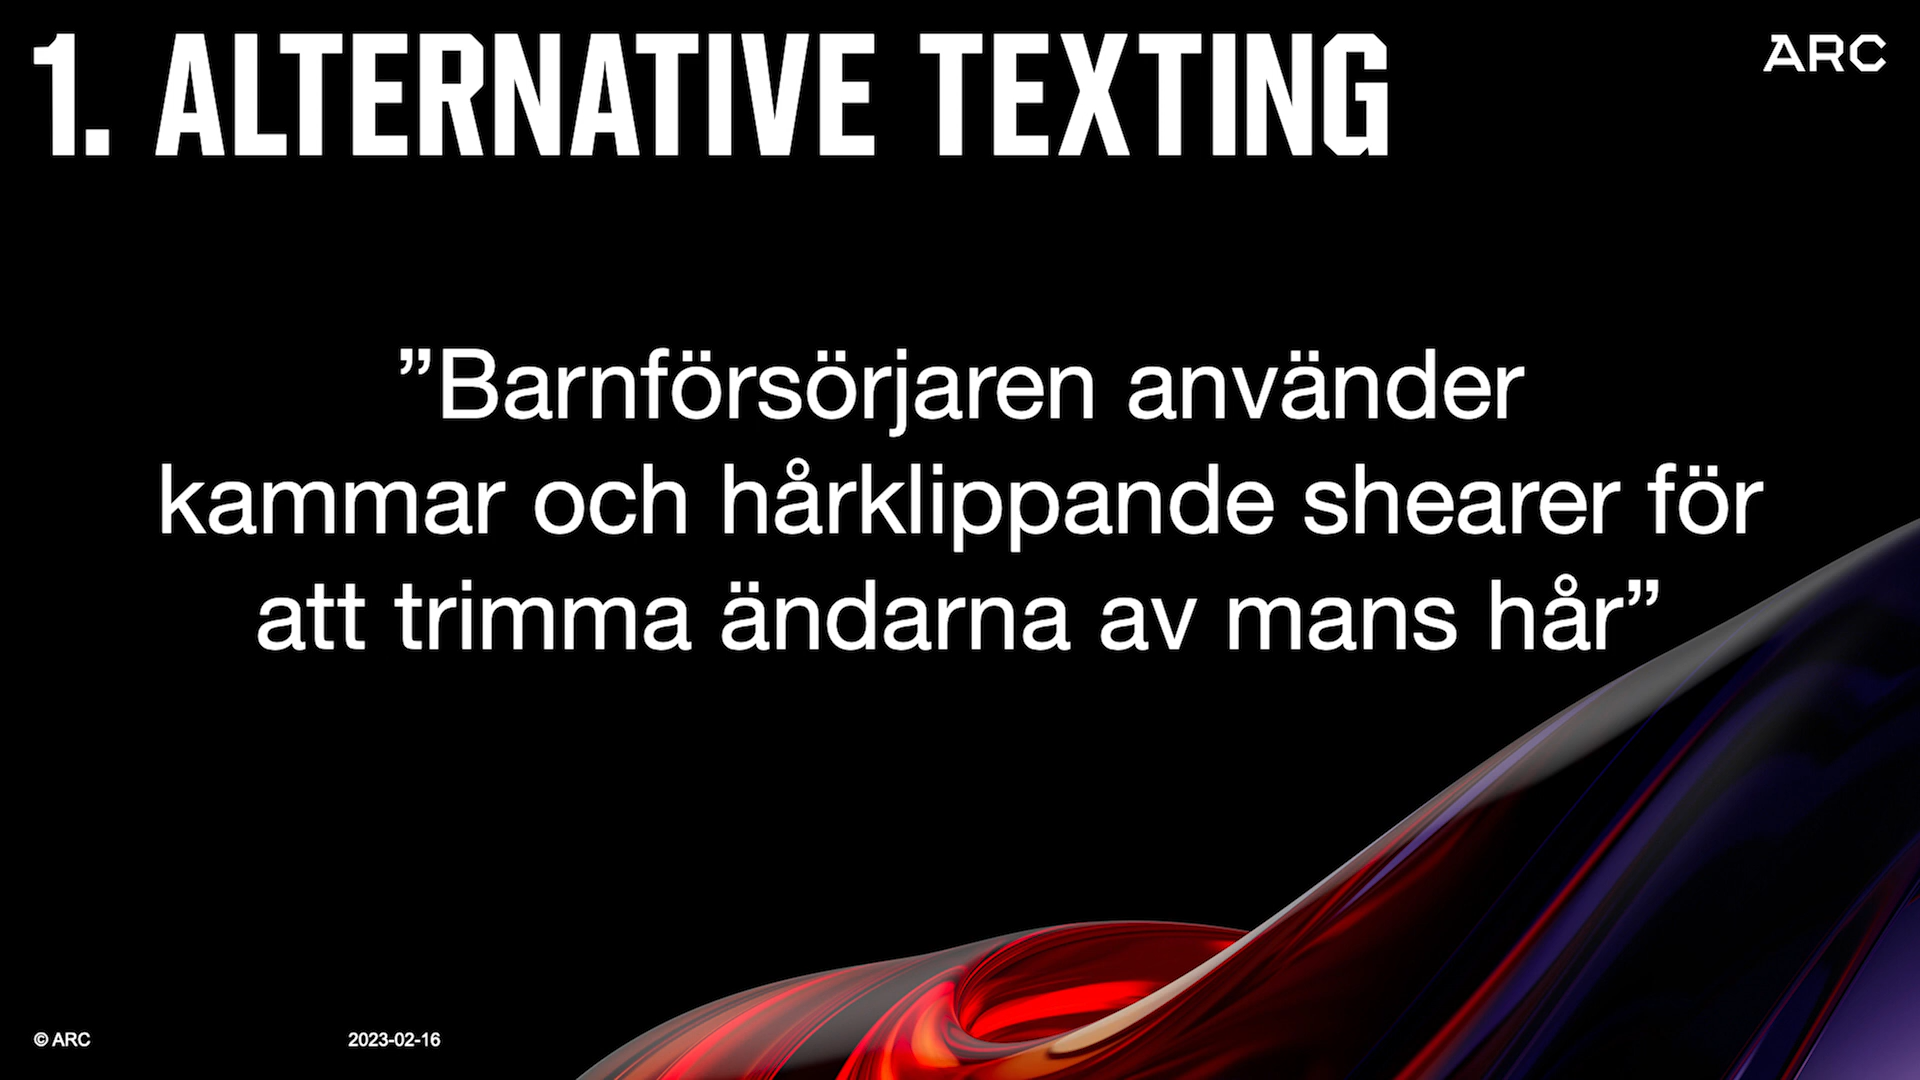 1. ALTERNATIVE TEXTING
ARC
”Barnförsörjaren använder
kammar och hårklippande shearer för
att trimma ändarna av mans hår”
© ARC
2023-02-16